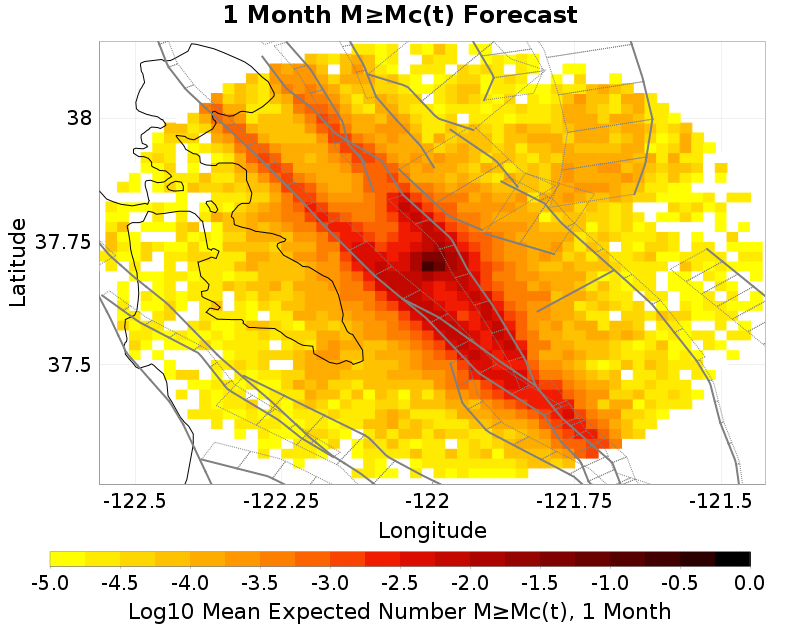 1 Month M≥Mc(t) Forecast
38
37.75
37.5
Latitude
-122.5 -122.25 -122 -121.75 -121.5
Longitude
-5.0 -4.5 -4.0 -3.5 -3.0 -2.5 -2.0 -1.5 -1.0 -0.5 0.0
Log10 Mean Expected Number M≥Mc(t), 1 Month